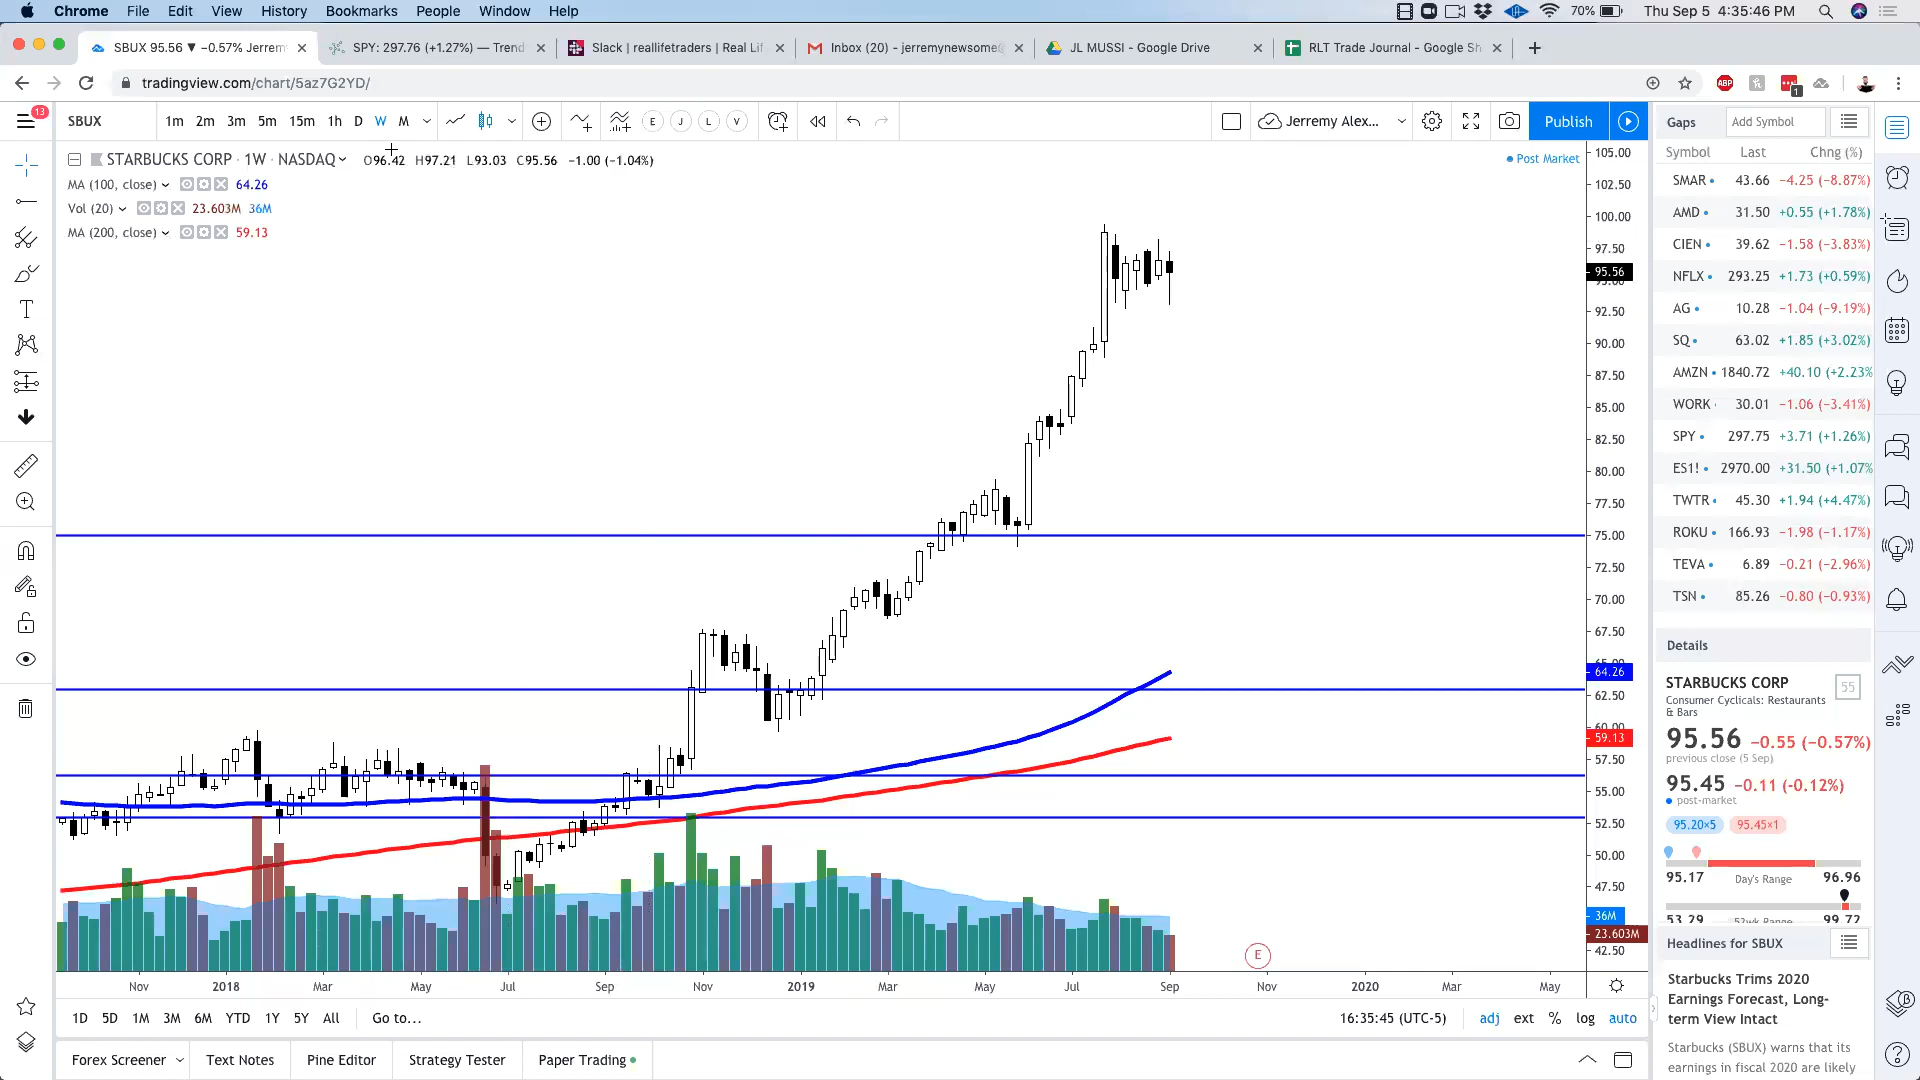 Chrome File Edit View History Bookmarks People Window Help 70% Thu Sep 5 4:35:46 PM
SBUX 95.56 ▼ −0.57% Jerrem
SPY: 297.76 (+1.27%) — Trend
Slack | reallifetraders | Real Lif
Inbox (20) - jerremynewsome@
JL MUSSI - Google Drive
RLT Trade Journal - Google Sh
tradingview.com/chart/5az7G2YD/
ABP
1
13
SBUX 1m 2m 3m 5m 15m 1h D W M E J L V Jerremy Alex... Publish
STARBUCKS CORP · 1W · NASDAQ O96.42 H97.21 L93.03 C95.56 −1.00 (−1.04%)
Post Market
MA (100, close) 64.26
Vol (20) 23.603M 36M
MA (200, close) 59.13
105.00
102.50
100.00
97.50
95.56
95.00
92.50
90.00
87.50
85.00
82.50
80.00
77.50
75.00
72.50
70.00
67.50
65.00
64.26
62.50
60.00
59.13
57.50
55.00
52.50
50.00
47.50
36M
23.603M
42.50
E
Nov 2018 Mar May Jul Sep Nov 2019 Mar May Jul Sep Nov 2020 Mar May
1D 5D 1M 3M 6M YTD 1Y 5Y All Go to... 16:35:45 (UTC-5) adj ext % log auto
Forex Screener Text Notes Pine Editor Strategy Tester Paper Trading
Gaps Add Symbol
Symbol Last Chng (%)
SMAR 43.66 −4.25 (−8.87%)
AMD 31.50 +0.55 (+1.78%)
CIEN 39.62 −1.58 (−3.83%)
NFLX 293.25 +1.73 (+0.59%)
AG 10.28 −1.04 (−9.19%)
SQ 63.02 +1.85 (+3.02%)
AMZN 1840.72 +40.10 (+2.23%
WORK 30.01 −1.06 (−3.41%)
SPY 297.75 +3.71 (+1.26%)
ES1! 2970.00 +31.50 (+1.07%
TWTR 45.30 +1.94 (+4.47%)
ROKU 166.93 −1.98 (−1.17%)
TEVA 6.89 −0.21 (−2.96%)
TSN 85.26 −0.80 (−0.93%)
Details
STARBUCKS CORP 55
Consumer Cyclicals: Restaurants
& Bars
95.56 −0.55 (−0.57%)
previous close (5 Sep)
95.45 −0.11 (−0.12%)
post-market
95.20×5 95.45×1
95.17 Day's Range 96.96
53.29 52wk Range 99.72
Headlines for SBUX
Starbucks Trims 2020
Earnings Forecast, Long-
term View Intact
Starbucks (SBUX) warns that its
earnings in fiscal 2020 are likely